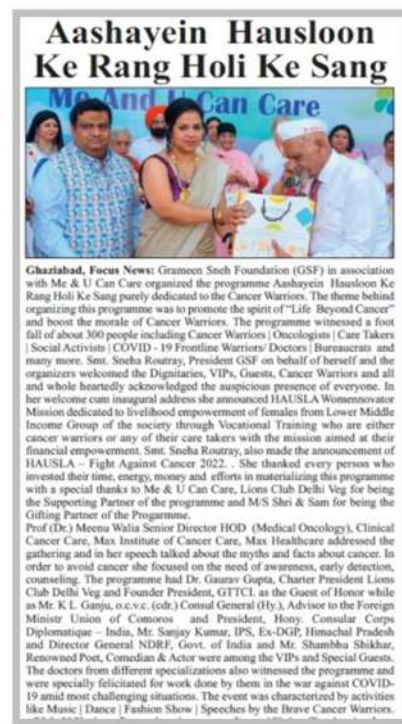 Aashayein Hausloon
Ke Rang Holi Ke Sang
Me And U Can Care
Ghaziabad, Focus News: Grameen Sneh Foundation (GSF) in association
with Me & U Can Care organized the programme Aashayein Hausloon Ke
Rang Holi Ke Sang purely dedicated to the Cancer Warriors. The theme behind
organizing this programme was to promote the spirit of "Life Beyond Cancer"
and boost the morale of Cancer Warriors. The programme witnessed a foot
fall of about 300 people including Cancer Warriors | Oncologists | Care Takers
| Social Activists | COVID - 19 Frontline Warriors/ Doctors | Bureaucrats and
many more. Smt. Sneha Routray, President GSF on behalf of herself and the
organizers welcomed the Dignitaries, VIPs, Guests, Cancer Warriors and all
and whole heartedly acknowledged the auspicious presence of everyone. In
her welcome cum inaugural address she announced HAUSLA Womennovator
Mission dedicated to livelihood empowerment of females from Lower Middle
Income Group of the society through Vocational Training who are either
cancer warriors or any of their care takers with the mission aimed at their
financial empowerment. Smt. Sneha Routray, also made the announcement of
HAUSLA – Fight Against Cancer 2022. . She thanked every person who
invested their time, energy, money and efforts in materializing this programme
with a special thanks to Me & U Can Care, Lions Club Delhi Veg for being
the Supporting Partner of the programme and M/S Shri & Sam for being the
Gifting Partner of the Progarmme.
Prof (Dr.) Meenu Walia Senior Director HOD (Medical Oncology), Clinical
Cancer Care, Max Institute of Cancer Care, Max Healthcare addressed the
gathering and in her speech talked about the myths and facts about cancer. In
order to avoid cancer she focused on the need of awareness, early detection,
counseling. The programme had Dr. Gaurav Gupta, Charter President Lions
Club Delhi Veg and Founder President, GTTCI. as the Guest of Honor while
as Mr. K L Ganju, o.c.v.c. (cdr.) Consul General (Hy.), Advisor to the Foreign
Ministr Union of Comoros and President, Hony. Consular Corps
Diplomatique – India, Mr. Sanjay Kumar, IPS, Ex-DGP, Himachal Pradesh
and Director General NDRF, Govt. of India and Mr. Shambhu Shikhar,
Renowned Poet, Comedian & Actor were among the VIPs and Special Guests.
The doctors from different specializations also witnessed the programme and
were specially felicitated for work done by them in the war against COVID-
19 amid most challenging situations. The event was characterized by activities
like Music | Dance | Fashion Show | Speeches by the Brave Cancer Warriors.